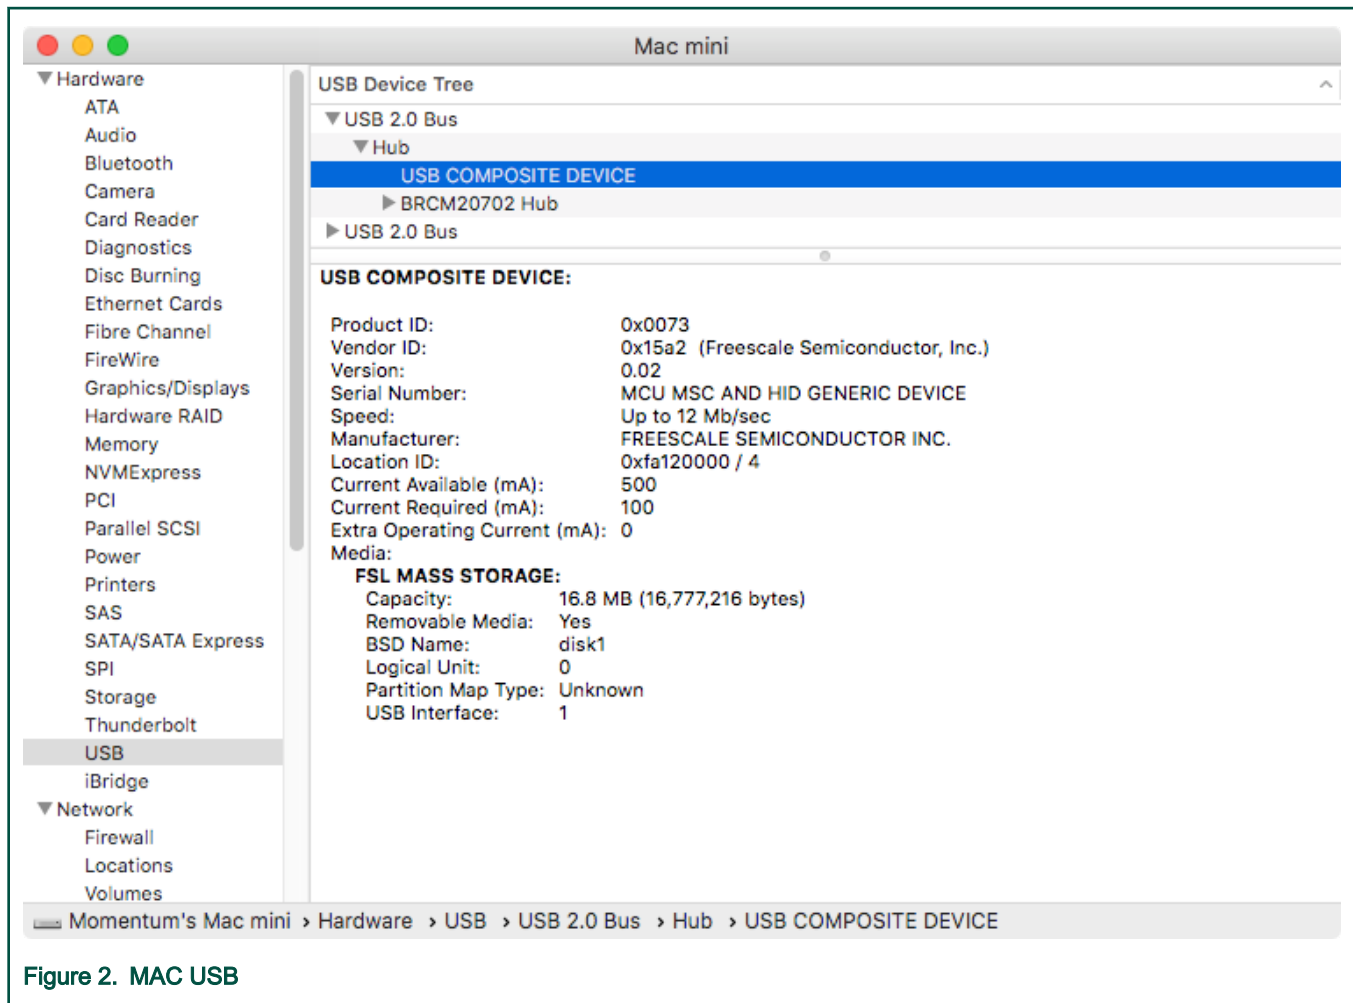 Mac mini
Hardware
ATA
Audio
Bluetooth
Camera
Card Reader
Diagnostics
Disc Burning
Ethernet Cards
Fibre Channel
FireWire
Graphics/Displays
Hardware RAID
Memory
NVMExpress
PCI
Parallel SCSI
Power
Printers
SAS
SATA/SATA Express
SPI
Storage
Thunderbolt
USB
iBridge
Network
Firewall
Locations
Volumes
USB Device Tree
USB 2.0 Bus
Hub
USB COMPOSITE DEVICE
BRCM20702 Hub
USB 2.0 Bus
USB COMPOSITE DEVICE:
Product ID: 0x0073
Vendor ID: 0x15a2 (Freescale Semiconductor, Inc.)
Version: 0.02
Serial Number: MCU MSC AND HID GENERIC DEVICE
Speed: Up to 12 Mb/sec
Manufacturer: FREESCALE SEMICONDUCTOR INC.
Location ID: 0xfa120000 / 4
Current Available (mA): 500
Current Required (mA): 100
Extra Operating Current (mA): 0
Media:
FSL MASS STORAGE:
Capacity: 16.8 MB (16,777,216 bytes)
Removable Media: Yes
BSD Name: disk1
Logical Unit: 0
Partition Map Type: Unknown
USB Interface: 1
Momentum's Mac mini › Hardware › USB › USB 2.0 Bus › Hub › USB COMPOSITE DEVICE
Figure 2. MAC USB